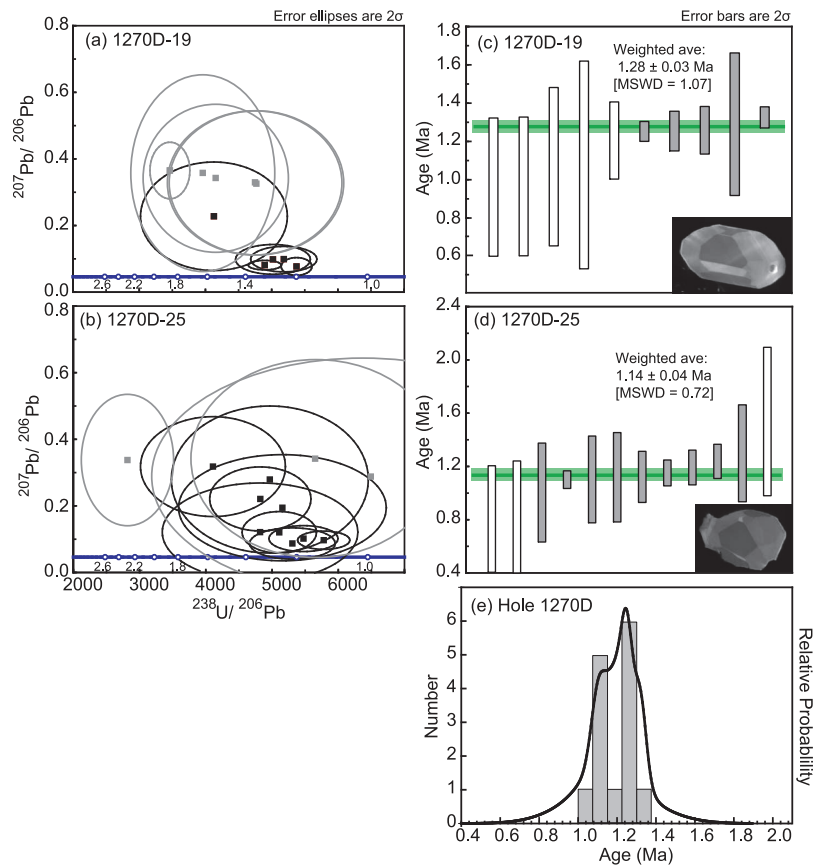 Error ellipses are 2σ
(a) 1270D-19
207Pb/ 206Pb
0.8
0.6
0.4
0.2
0.0
2.6
2.2
1.8
1.4
1.0
(b) 1270D-25
207Pb/ 206Pb
0.8
0.6
0.4
0.2
0.0
2.6
2.2
1.8
1.0
2000
3000
4000
5000
6000
238U/ 206Pb
Error bars are 2σ
(c) 1270D-19
Weighted ave:
1.28 ± 0.03 Ma
[MSWD = 1.07]
Age (Ma)
1.8
1.6
1.4
1.2
1.0
0.8
0.6
(d) 1270D-25
Weighted ave:
1.14 ± 0.04 Ma
[MSWD = 0.72]
Age (Ma)
2.4
2.0
1.6
1.2
0.8
0.4
(e) Hole 1270D
Number
6
5
4
3
2
1
0
Relative Probablility
0.4
0.6
0.8
1.0
1.2
1.4
1.6
1.8
2.0
Age (Ma)